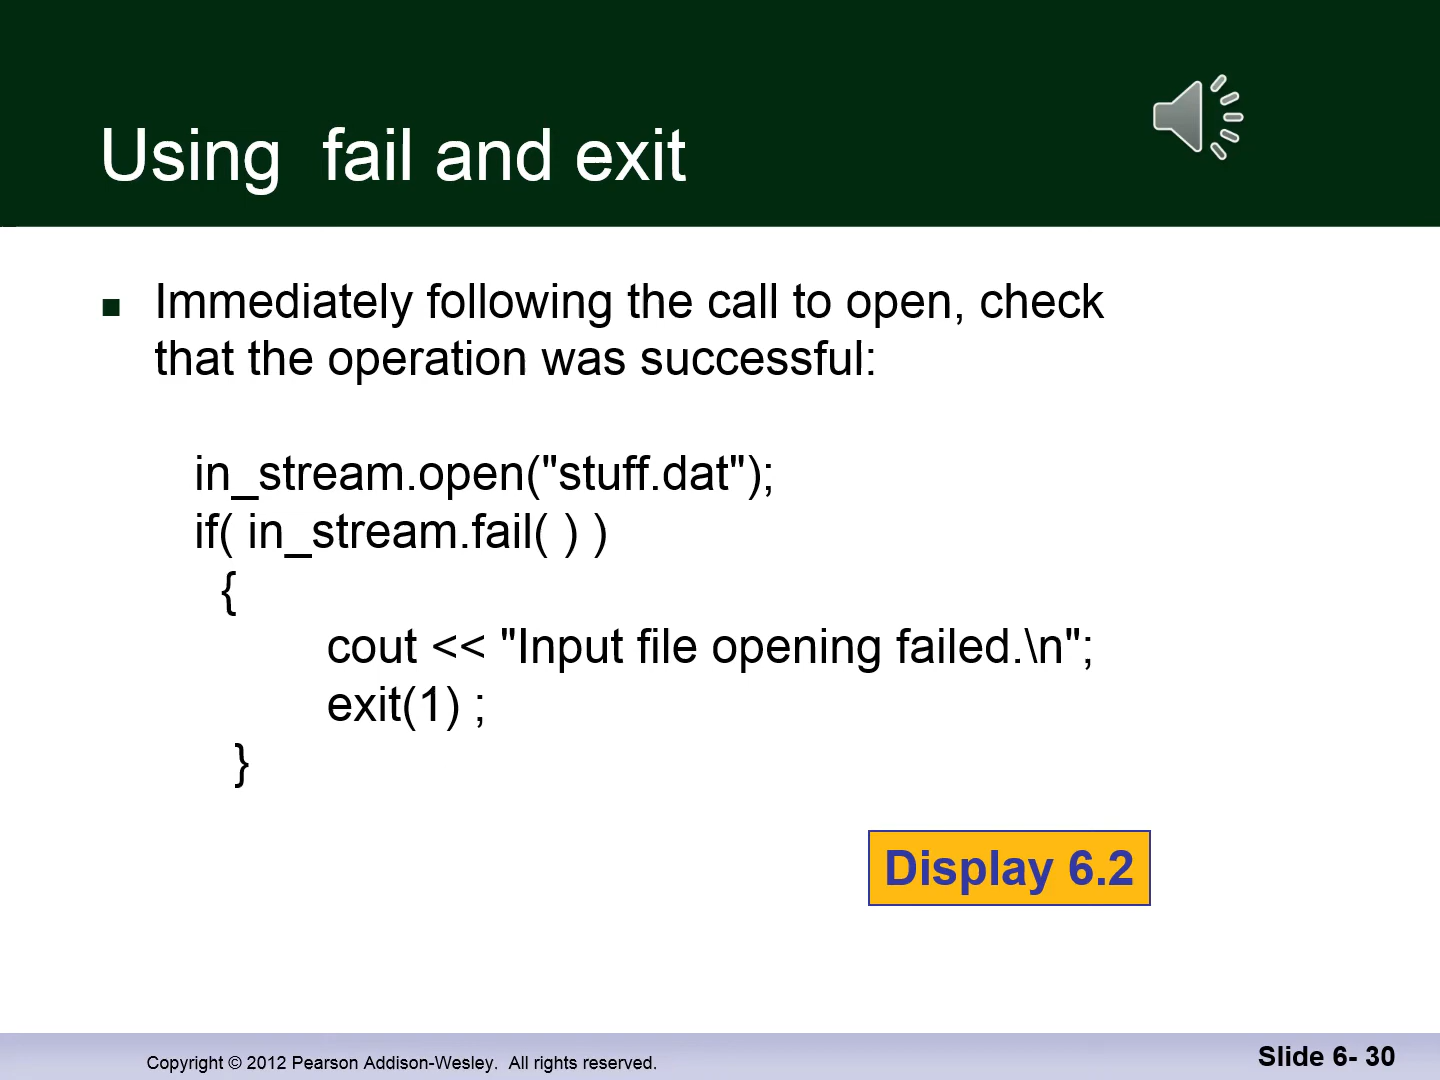 Using  fail and exit
Immediately following the call to open, check
that the operation was successful:
in_stream.open("stuff.dat");
if( in_stream.fail( ) )
{
cout << "Input file opening failed.\n";
exit(1) ;
}
Display 6.2
Copyright © 2012 Pearson Addison-Wesley.  All rights reserved.
Slide 6- 30